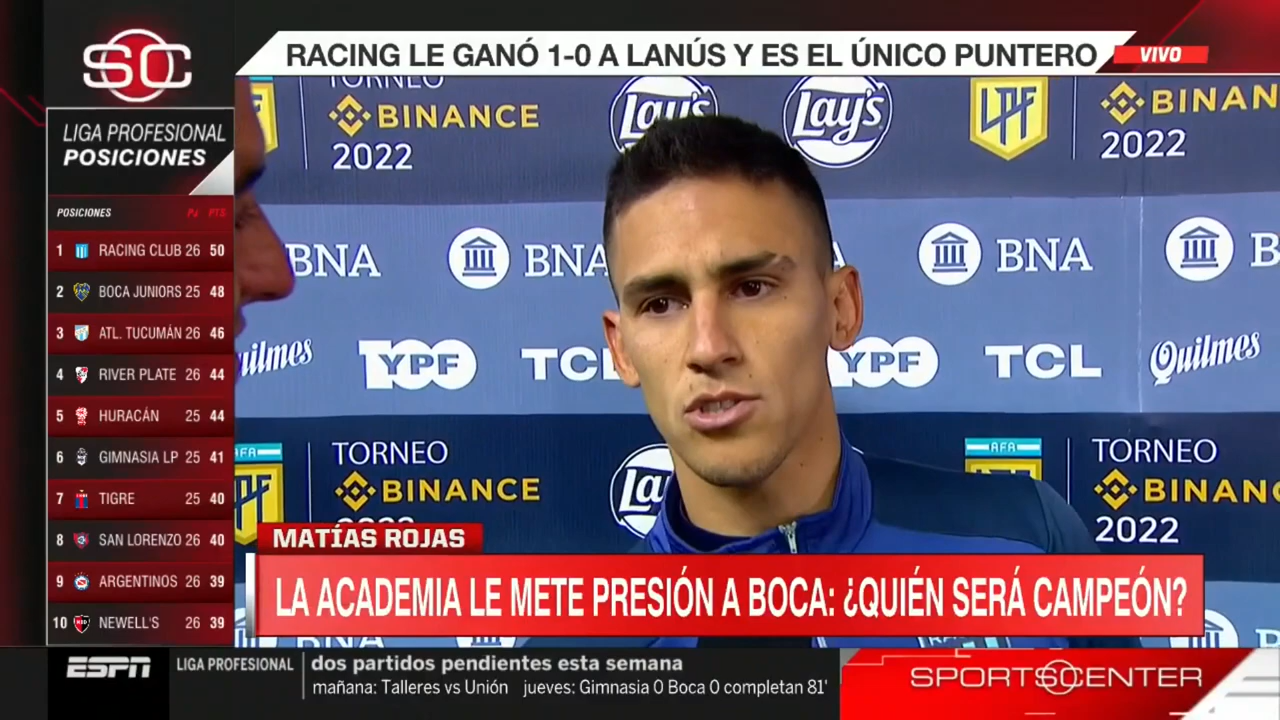 SC
RACING LE GANÓ 1-0 A LANÚS Y ES EL ÚNICO PUNTERO
VIVO
LIGA PROFESIONAL
POSICIONES
POSICIONES PJ PTS
1 RACING CLUB 26 50
2 BOCA JUNIORS 25 48
3 ATL. TUCUMÁN 26 46
4 RIVER PLATE 26 44
5 HURACÁN 25 44
6 GIMNASIA LP 25 41
7 TIGRE 25 40
8 SAN LORENZO 26 40
9 ARGENTINOS 26 39
10 NEWELL'S 26 39
TORNEO
BINANCE
2022
Lay's
Lay's
LPF
BINAN
2022
BNA
BNA
BNA
B
Quilmes
YPF
TCL
YPF
TCL
Quilmes
TORNEO
BINANCE
2022
Lay's
AFA
LPF
AFA
TORNEO
BINANC
2022
MATÍAS ROJAS
LA ACADEMIA LE METE PRESIÓN A BOCA: ¿QUIÉN SERÁ CAMPEÓN?
ESPN
LIGA PROFESIONAL
dos partidos pendientes esta semana
mañana: Talleres vs Unión jueves: Gimnasia 0 Boca 0 completan 81'
SPORTSCENTER